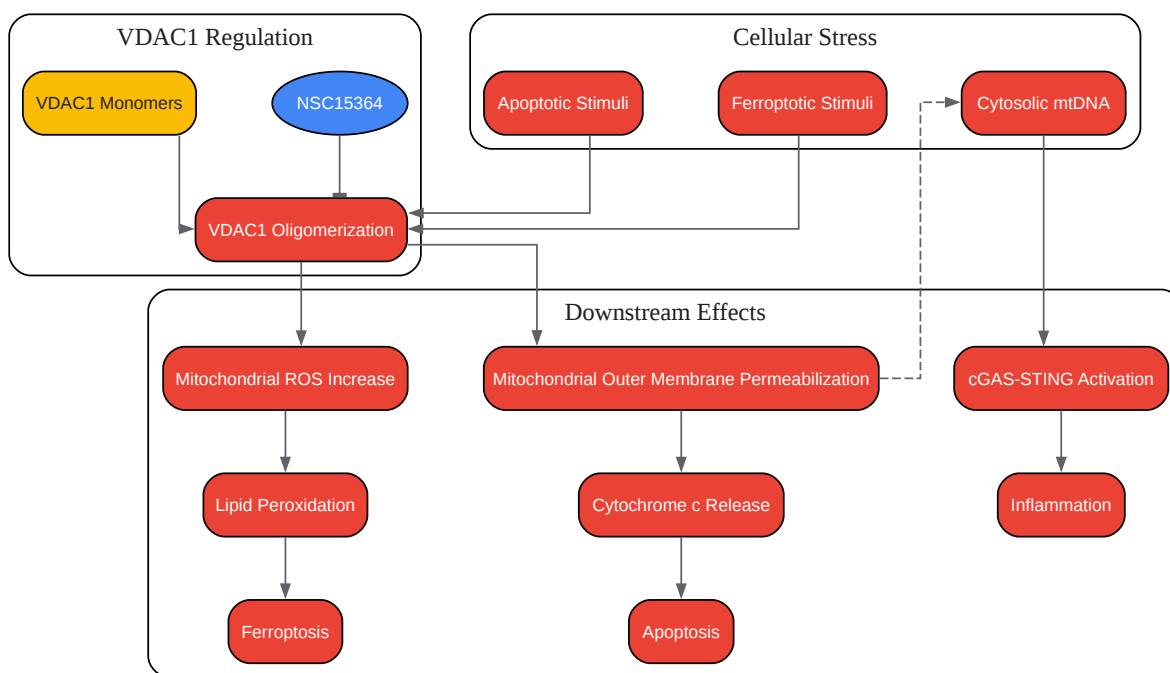 VDAC1 Regulation
Cellular Stress
VDAC1 Monomers
NSC15364
Apoptotic Stimuli
Ferroptotic Stimuli
Cytosolic mtDNA
VDAC1 Oligomerization
Downstream Effects
Mitochondrial ROS Increase
Mitochondrial Outer Membrane Permeabilization
cGAS-STING Activation
Lipid Peroxidation
Cytochrome c Release
Inflammation
Ferroptosis
Apoptosis